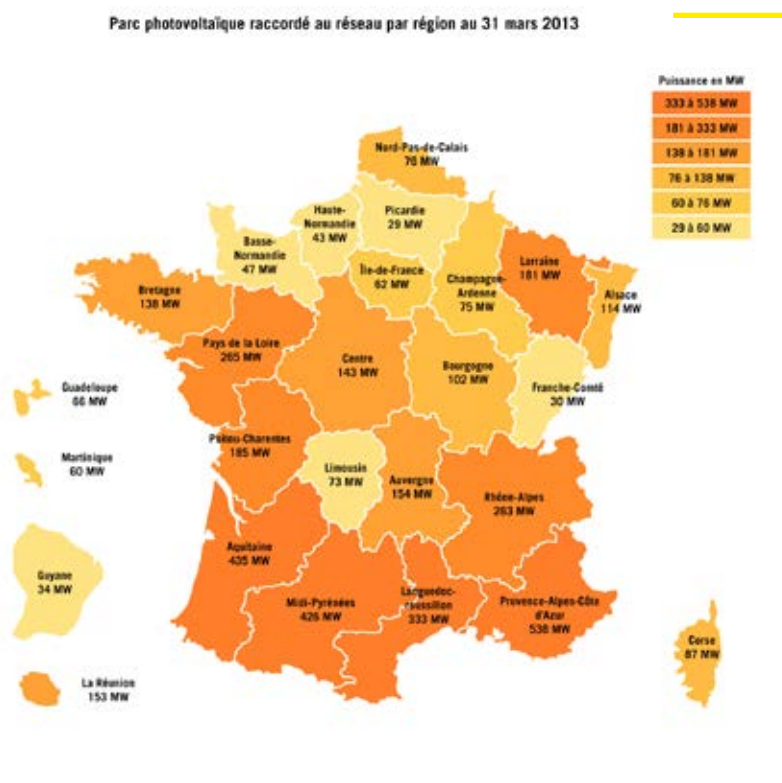 Parc photovoltaïque raccordé au réseau par région au 31 mars 2013
Puissance en MW
333 à 538 MW
181 à 333 MW
138 à 181 MW
76 à 138 MW
60 à 76 MW
29 à 60 MW
Nord-Pas-de-Calais
76 MW
Haute-
Normandie
43 MW
Picardie
29 MW
Basse-
Normandie
47 MW
Île-de-France
62 MW
Champagne-
Ardenne
75 MW
Lorraine
181 MW
Alsace
114 MW
Bretagne
138 MW
Pays de la Loire
265 MW
Centre
143 MW
Bourgogne
102 MW
Franche-Comté
30 MW
Guadeloupe
66 MW
Poitou-Charentes
185 MW
Limousin
73 MW
Auvergne
154 MW
Rhône-Alpes
263 MW
Martinique
60 MW
Aquitaine
435 MW
Midi-Pyrénées
426 MW
Languedoc-
roussillon
333 MW
Provence-Alpes-Côte
d'Azur
538 MW
Guyane
34 MW
Corse
87 MW
La Réunion
153 MW